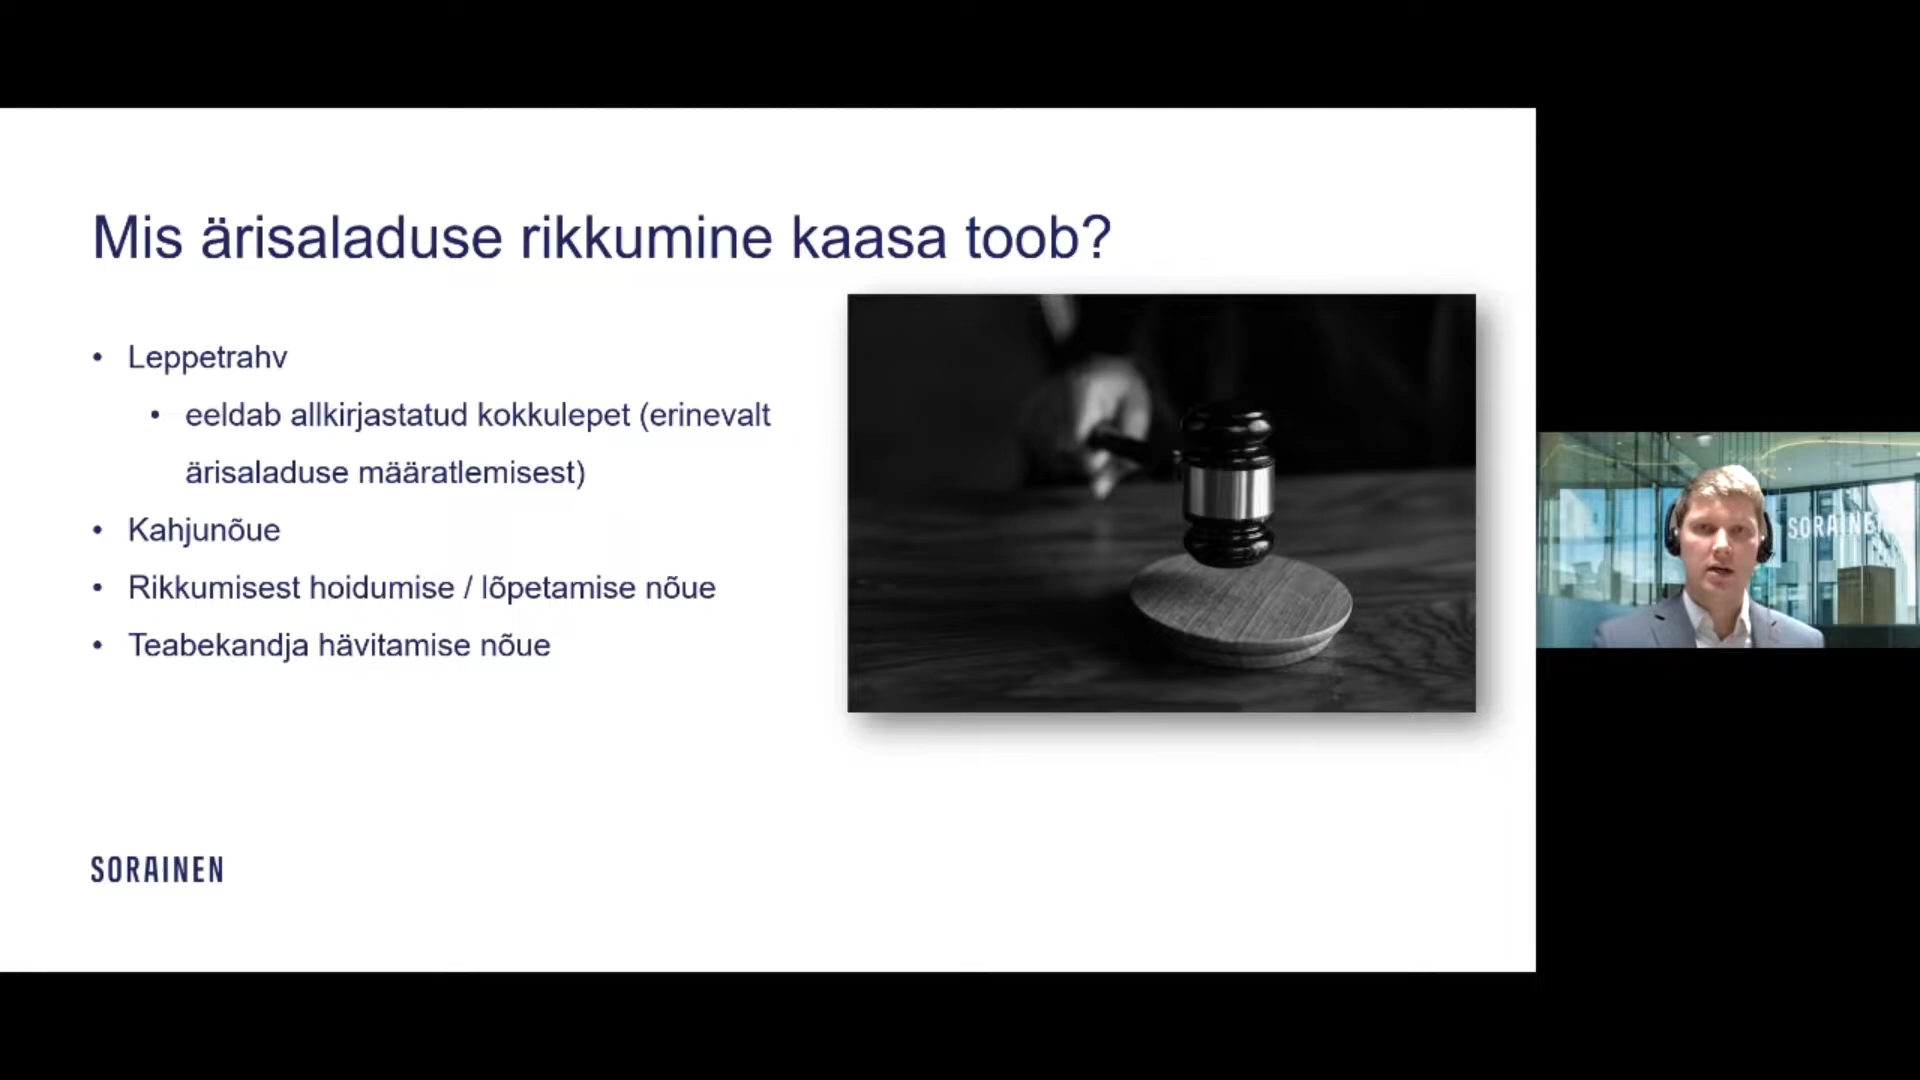 Mis ärisaladuse rikkumine kaasa toob?
• Leppetrahv
• eeldab allkirjastatud kokkulepet (erinevalt
ärisaladuse määratlemisest)
• Kahjunõue
• Rikkumisest hoidumise / lõpetamise nõue
• Teabekandja hävitamise nõue
SORAINEN
SORAINEN